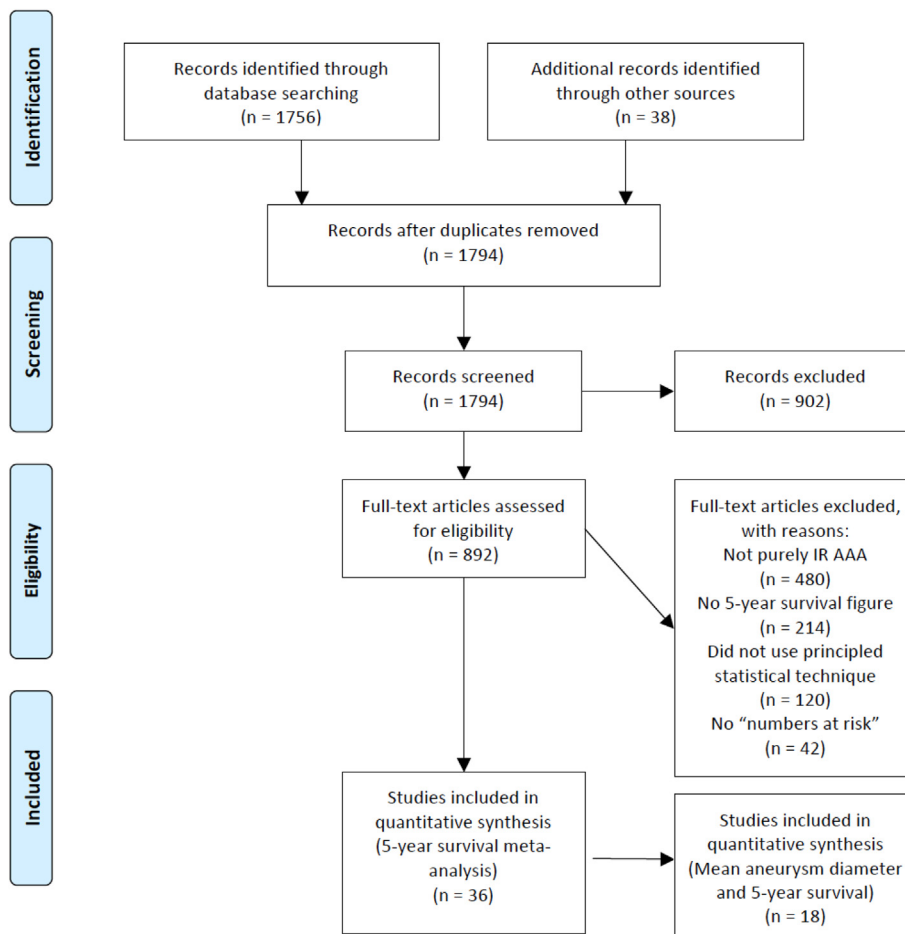 Identification
Records identified through
database searching
(n = 1756)
Additional records identified
through other sources
(n = 38)
Records after duplicates removed
(n = 1794)
Screening
Records screened
(n = 1794)
Records excluded
(n = 902)
Eligibility
Full-text articles assessed
for eligibility
(n = 892)
Full-text articles excluded,
with reasons:
Not purely IR AAA
(n = 480)
No 5-year survival figure
(n = 214)
Did not use principled
statistical technique
(n = 120)
No “numbers at risk”
(n = 42)
Included
Studies included in
quantitative synthesis
(5-year survival meta-
analysis)
(n = 36)
Studies included in
quantitative synthesis
(Mean aneurysm diameter
and 5-year survival)
(n = 18)